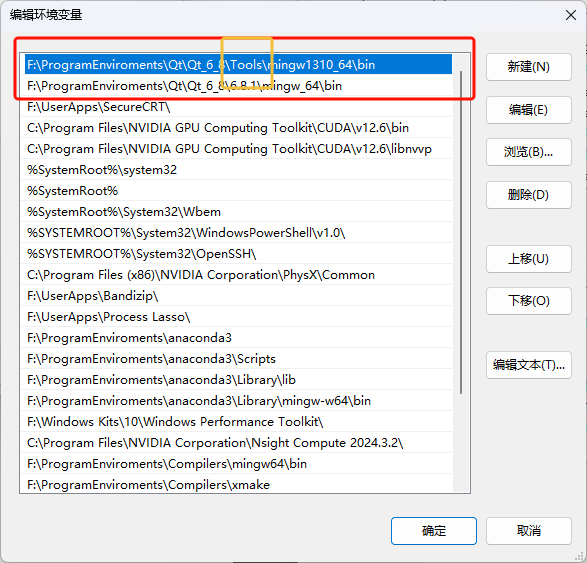 编辑环境变量
F:\ProgramEnviroments\Qt\Qt_6_8\Tools\mingw1310_64\bin
F:\ProgramEnviroments\Qt\Qt_6_8\6.8.1\mingw_64\bin
F:\UserApps\SecureCRT\
C:\Program Files\NVIDIA GPU Computing Toolkit\CUDA\v12.6\bin
C:\Program Files\NVIDIA GPU Computing Toolkit\CUDA\v12.6\libnvvp
%SystemRoot%\system32
%SystemRoot%
%SystemRoot%\System32\Wbem
%SYSTEMROOT%\System32\WindowsPowerShell\v1.0\
%SYSTEMROOT%\System32\OpenSSH\
C:\Program Files (x86)\NVIDIA Corporation\PhysX\Common
F:\UserApps\Bandizip\
F:\UserApps\Process Lasso\
F:\ProgramEnviroments\anaconda3
F:\ProgramEnviroments\anaconda3\Scripts
F:\ProgramEnviroments\anaconda3\Library\lib
F:\ProgramEnviroments\anaconda3\Library\mingw-w64\bin
F:\Windows Kits\10\Windows Performance Toolkit\
C:\Program Files\NVIDIA Corporation\Nsight Compute 2024.3.2\
F:\ProgramEnviroments\Compilers\mingw64\bin
F:\ProgramEnviroments\Compilers\xmake
新建(N)
编辑(E)
浏览(B)...
删除(D)
上移(U)
下移(O)
编辑文本(T)...
确定
取消